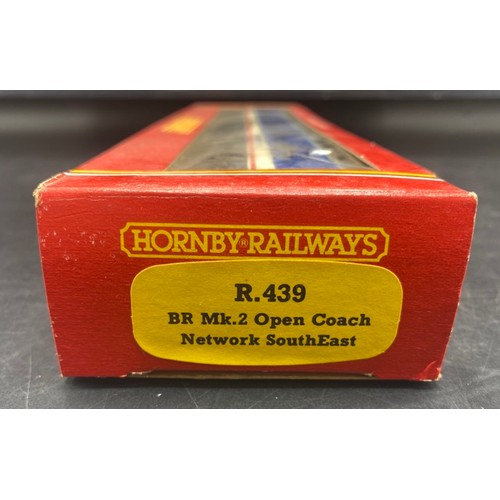 HORNBY RAILWAYS
R.439
BR Mk.2 Open Coach
Network SouthEast